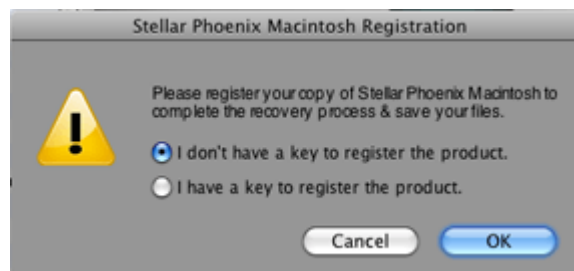 Stellar Phoenix Macintosh Registration
Please register your copy of Stellar Phoenix Macintosh to
complete the recovery process & save your files.
I don't have a key to register the product.
I have a key to register the product.
Cancel OK